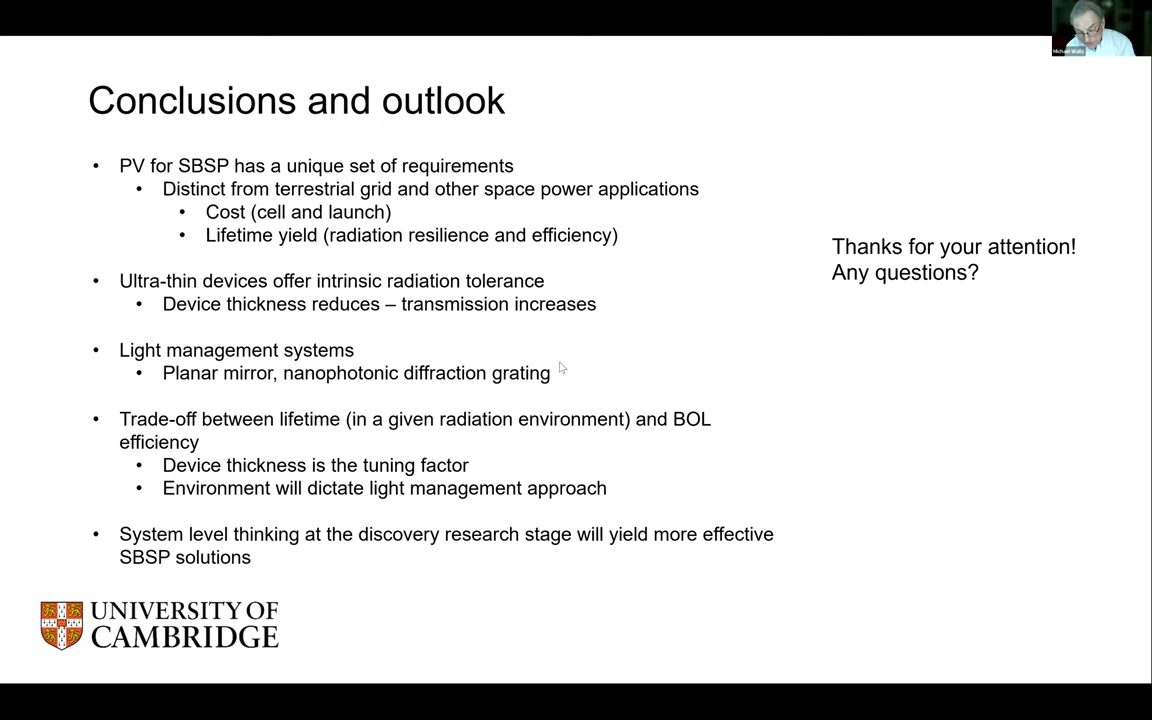 Michael Walls
Conclusions and outlook
• PV for SBSP has a unique set of requirements
• Distinct from terrestrial grid and other space power applications
• Cost (cell and launch)
• Lifetime yield (radiation resilience and efficiency)
• Ultra-thin devices offer intrinsic radiation tolerance
• Device thickness reduces – transmission increases
• Light management systems
• Planar mirror, nanophotonic diffraction grating
• Trade-off between lifetime (in a given radiation environment) and BOL
efficiency
• Device thickness is the tuning factor
• Environment will dictate light management approach
• System level thinking at the discovery research stage will yield more effective
SBSP solutions
Thanks for your attention!
Any questions?
UNIVERSITY OF
CAMBRIDGE